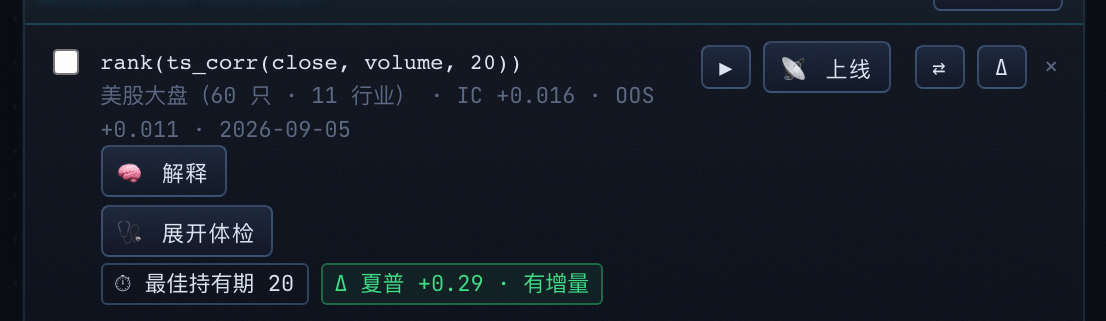 rank(ts_corr(close, volume, 20)) ▶ 上线 ⇄ Δ ×
美股大盘（60 只 · 11 行业） · IC +0.016 · OOS
+0.011 · 2026-09-05
解释
展开体检
最佳持有期 20 Δ 夏普 +0.29 · 有增量